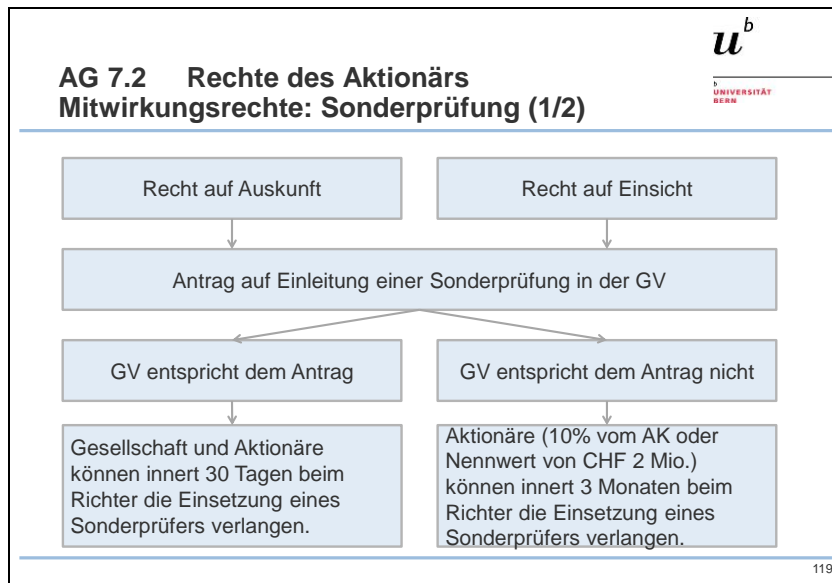 u^b
AG 7.2 Rechte des Aktionärs
Mitwirkungsrechte: Sonderprüfung (1/2)
b
UNIVERSITÄT
BERN
Recht auf Auskunft
Recht auf Einsicht
Antrag auf Einleitung einer Sonderprüfung in der GV
GV entspricht dem Antrag
GV entspricht dem Antrag nicht
Gesellschaft und Aktionäre
können innert 30 Tagen beim
Richter die Einsetzung eines
Sonderprüfers verlangen.
Aktionäre (10% vom AK oder
Nennwert von CHF 2 Mio.)
können innert 3 Monaten beim
Richter die Einsetzung eines
Sonderprüfers verlangen.
119